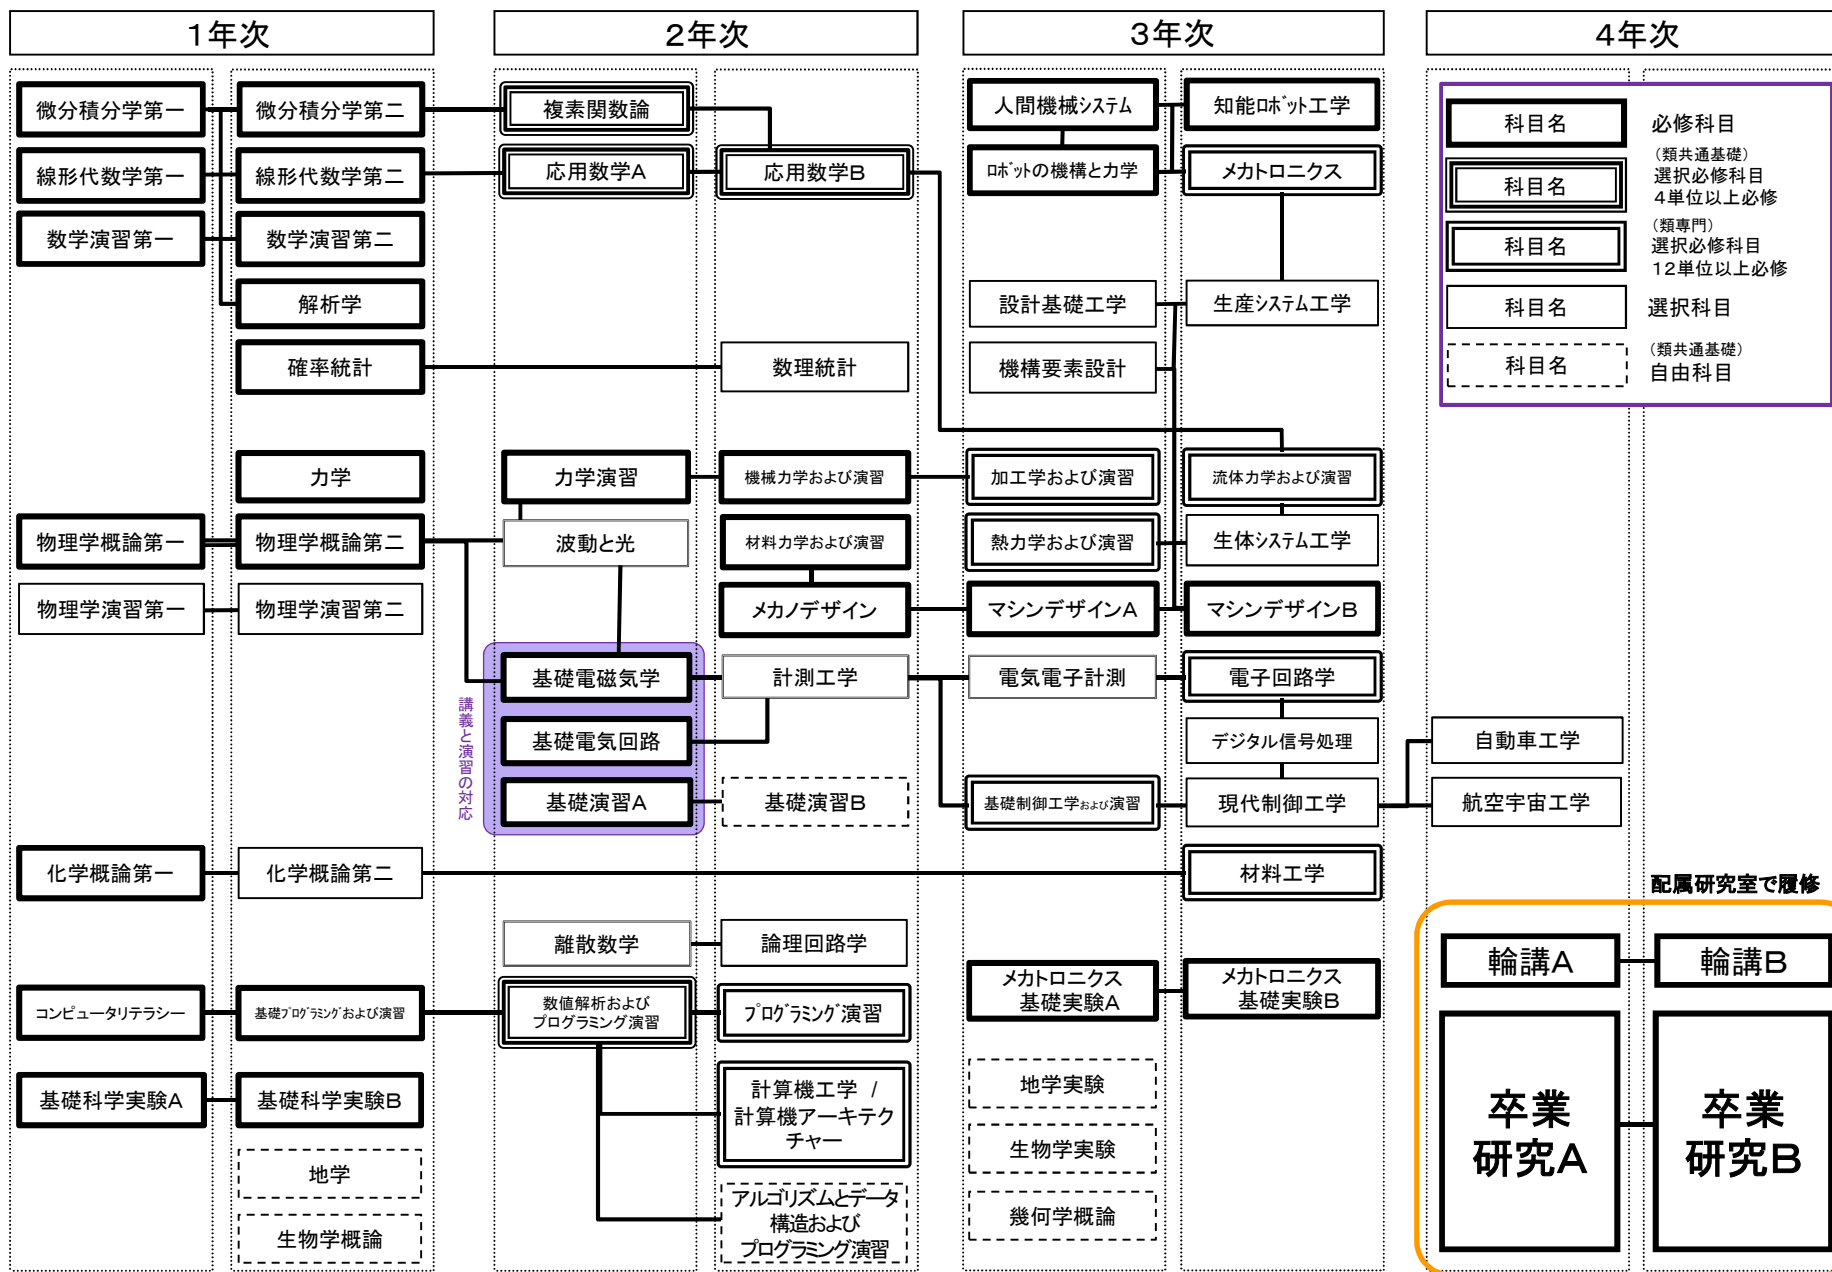 1年次
2年次
3年次
4年次
微分積分学第一
微分積分学第二
複素関数論
人間機械システム
知能ロボット工学
線形代数学第一
線形代数学第二
応用数学A
応用数学B
ロボットの機構と力学
メカトロニクス
数学演習第一
数学演習第二
解析学
設計基礎工学
生産システム工学
確率統計
数理統計
機構要素設計
科目名
必修科目
科目名
(類共通基礎)
選択必修科目
4単位以上必修
科目名
(類専門)
選択必修科目
12単位以上必修
科目名
選択科目
科目名
(類共通基礎)
自由科目
力学
力学演習
機械力学および演習
加工学および演習
流体力学および演習
物理学概論第一
物理学概論第二
波動と光
材料力学および演習
熱力学および演習
生体システム工学
物理学演習第一
物理学演習第二
メカノデザイン
マシンデザインA
マシンデザインB
講義と演習の対応
基礎電磁気学
計測工学
電気電子計測
電子回路学
基礎電気回路
デジタル信号処理
自動車工学
基礎演習A
基礎演習B
基礎制御工学および演習
現代制御工学
航空宇宙工学
化学概論第一
化学概論第二
材料工学
配属研究室で履修
離散数学
論理回路学
メカトロニクス
基礎実験A
メカトロニクス
基礎実験B
輪講A
輪講B
コンピュータリテラシー
基礎プログラミングおよび演習
数値解析および
プログラミング演習
プログラミング演習
基礎科学実験A
基礎科学実験B
計算機工学 /
計算機アーキテク
チャー
地学実験
卒業
研究A
卒業
研究B
地学
生物学実験
生物学概論
アルゴリズムとデータ
構造および
プログラミング演習
幾何学概論